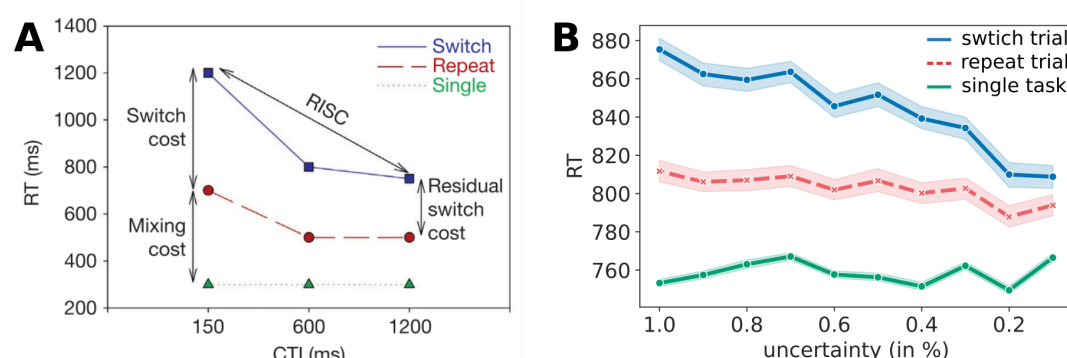 A
1400
1200
1000
800
600
400
200
RT (ms)
Switch
Repeat
Single
RISC
Switch
cost
Mixing
cost
Residual
switch
cost
150
600
1200
CTI (ms)
B
880
860
840
820
800
780
760
RT
swtich trial
repeat trial
single task
1.0
0.8
0.6
0.4
0.2
uncertainty (in %)